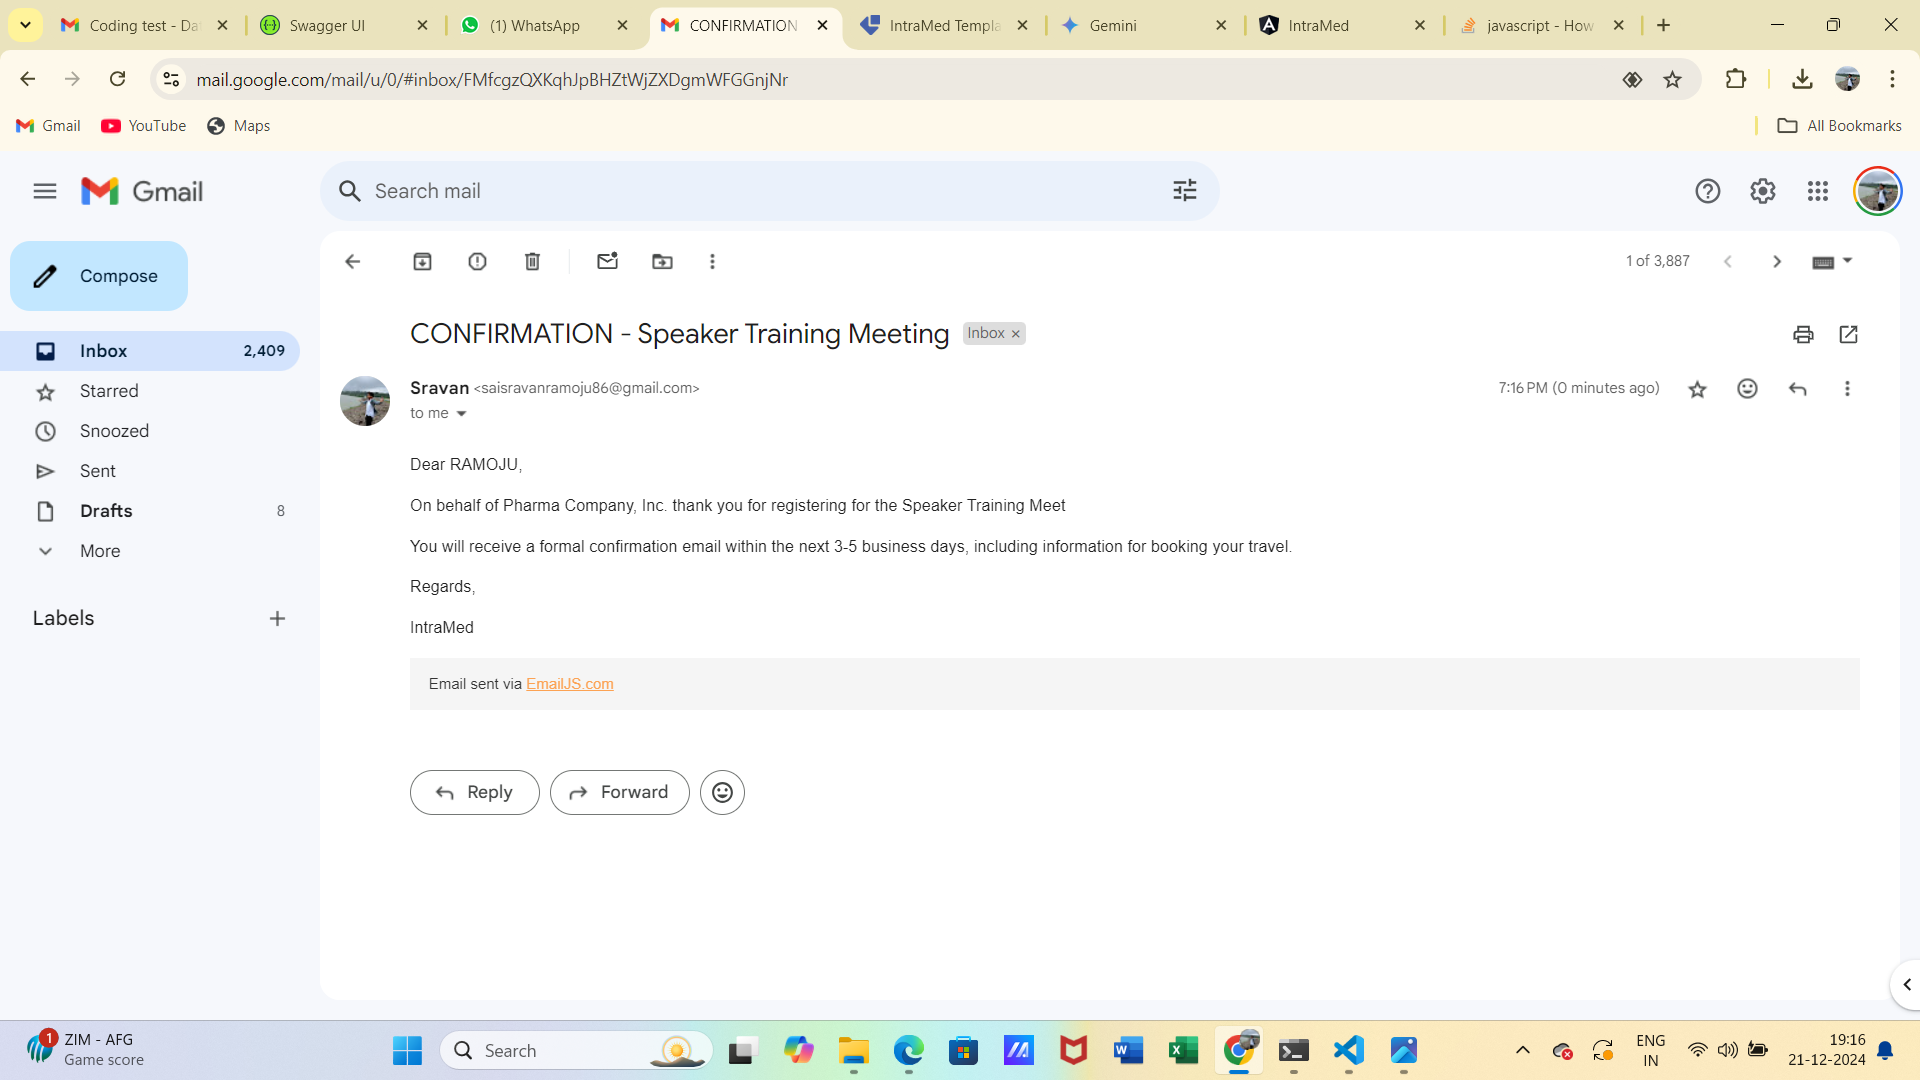 Coding test - Da
Swagger UI
(1) WhatsApp
CONFIRMATION
IntraMed Templa
Gemini
IntraMed
javascript - How
mail.google.com/mail/u/0/#inbox/FMfcgzQXKqhJpBHZtWjZXDgmWFGGnjNr
Gmail
YouTube
Maps
All Bookmarks
Gmail
Search mail
Compose
1 of 3,887
Inbox 2,409
Starred
Snoozed
Sent
Drafts 8
More
Labels
CONFIRMATION - Speaker Training Meeting
Inbox ×
Sravan <saisravanramoju86@gmail.com>
7:16 PM (0 minutes ago)
to me
Dear RAMOJU,
On behalf of Pharma Company, Inc. thank you for registering for the Speaker Training Meet
You will receive a formal confirmation email within the next 3-5 business days, including information for booking your travel.
Regards,
IntraMed
Email sent via EmailJS.com
Reply
Forward
1
ZIM - AFG
Game score
Search
ENG
IN
19:16
21-12-2024